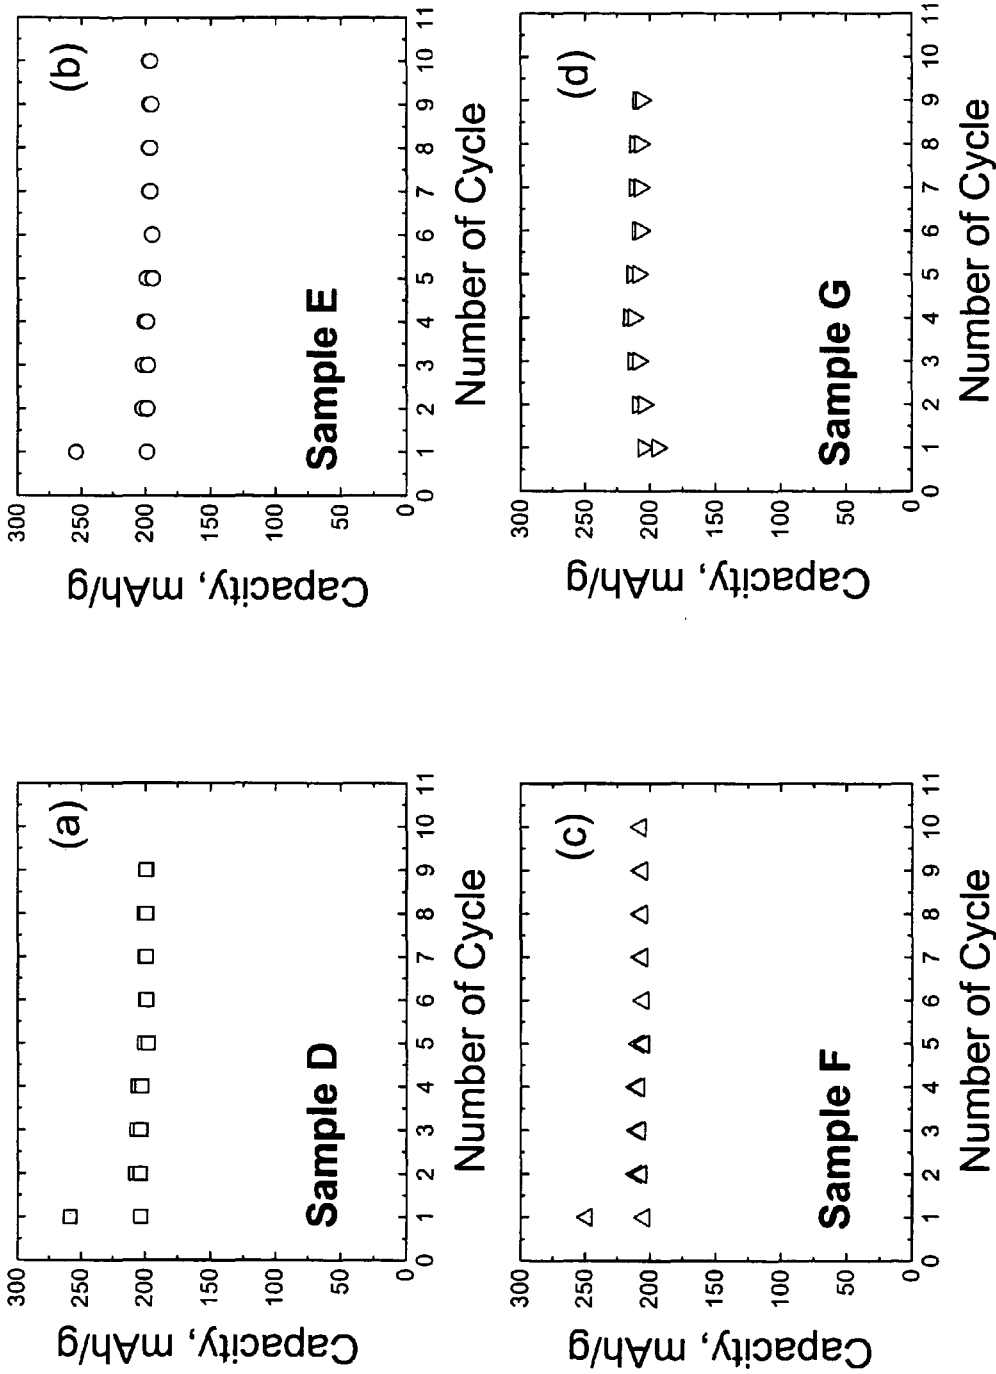 (a)
Sample D
Capacity, mAh/g
300
250
200
150
100
50
0
0 1 2 3 4 5 6 7 8 9 10 11
Number of Cycle
(b)
Sample E
Capacity, mAh/g
300
250
200
150
100
50
0
0 1 2 3 4 5 6 7 8 9 10 11
Number of Cycle
(c)
Sample F
Capacity, mAh/g
300
250
200
150
100
50
0
0 1 2 3 4 5 6 7 8 9 10 11
Number of Cycle
(d)
Sample G
Capacity, mAh/g
300
250
200
150
100
50
0
0 1 2 3 4 5 6 7 8 9 10 11
Number of Cycle